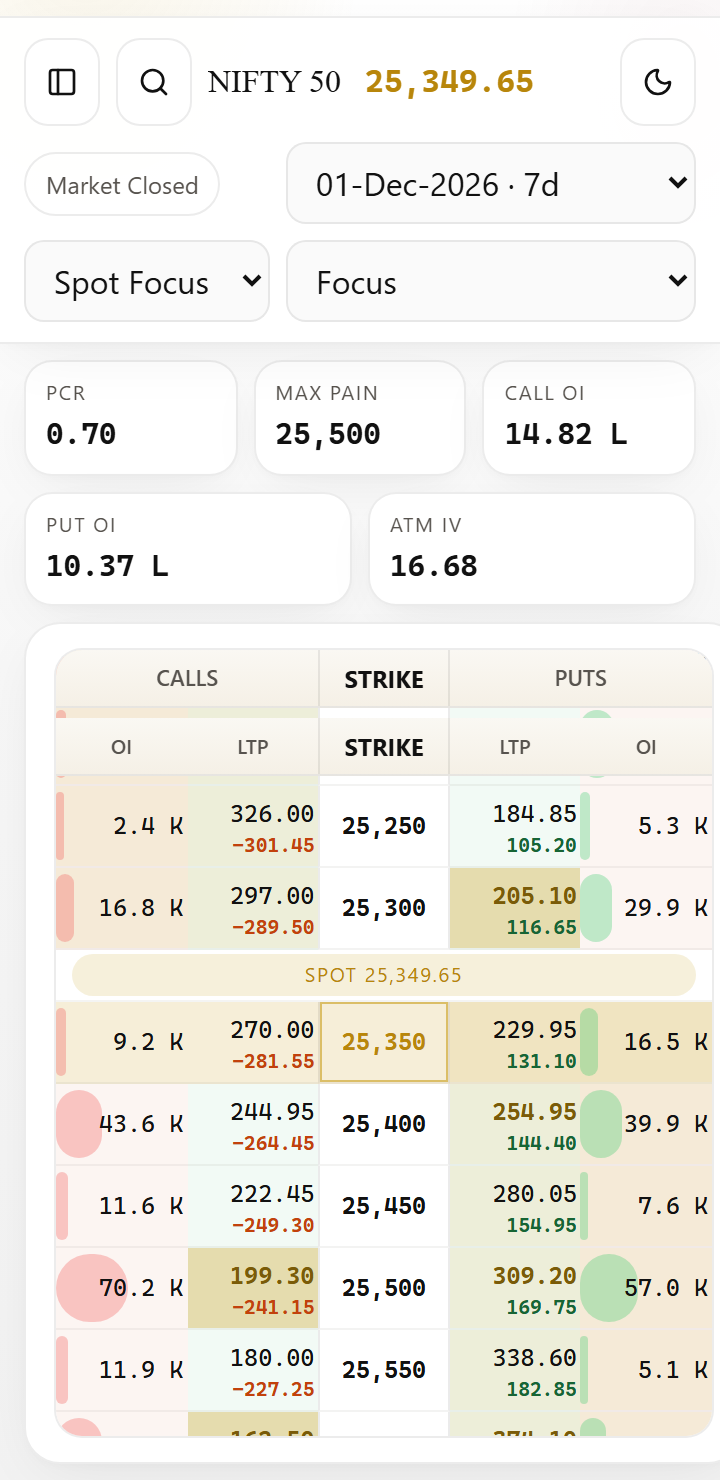 NIFTY 50 25,349.65
Market Closed 01-Dec-2026 · 7d
Spot Focus Focus
PCR MAX PAIN CALL OI
0.70 25,500 14.82 L
PUT OI ATM IV
10.37 L 16.68
CALLS STRIKE PUTS
OI LTP STRIKE LTP OI
2.4 K 326.00 25,250 184.85 5.3 K
−301.45 105.20
16.8 K 297.00 25,300 205.10 29.9 K
−289.50 116.65
SPOT 25,349.65
9.2 K 270.00 25,350 229.95 16.5 K
−281.55 131.10
43.6 K 244.95 25,400 254.95 39.9 K
−264.45 144.40
11.6 K 222.45 25,450 280.05 7.6 K
−249.30 154.95
70.2 K 199.30 25,500 309.20 57.0 K
−241.15 169.75
11.9 K 180.00 25,550 338.60 5.1 K
−227.25 182.85